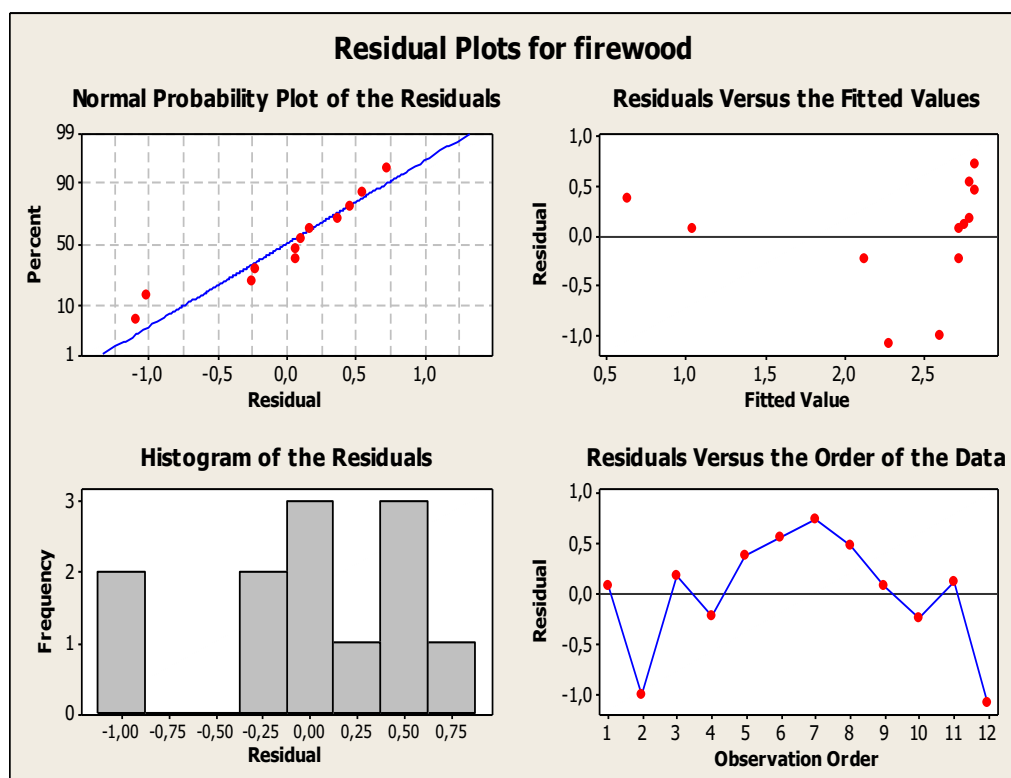 Residual Plots for firewood
Normal Probability Plot of the Residuals
99
90
50
10
1
Percent
-1,0 -0,5 0,0 0,5 1,0
Residual
Residuals Versus the Fitted Values
1,0
0,5
0,0
-0,5
-1,0
Residual
0,5 1,0 1,5 2,0 2,5
Fitted Value
Histogram of the Residuals
3
2
1
0
Frequency
-1,00 -0,75 -0,50 -0,25 0,00 0,25 0,50 0,75
Residual
Residuals Versus the Order of the Data
1,0
0,5
0,0
-0,5
-1,0
Residual
1 2 3 4 5 6 7 8 9 10 11 12
Observation Order